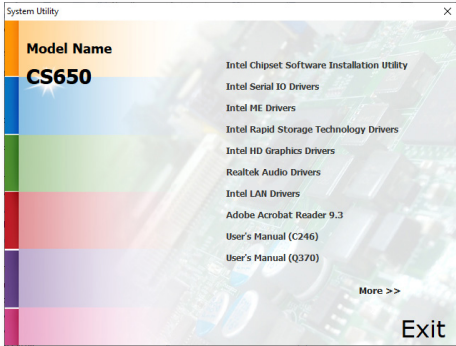 System Utility
Model Name
CS650
Intel Chipset Software Installation Utility
Intel Serial IO Drivers
Intel ME Drivers
Intel Rapid Storage Technology Drivers
Intel HD Graphics Drivers
Realtek Audio Drivers
Intel LAN Drivers
Adobe Acrobat Reader 9.3
User's Manual (C246)
User's Manual (Q370)
More >>
Exit